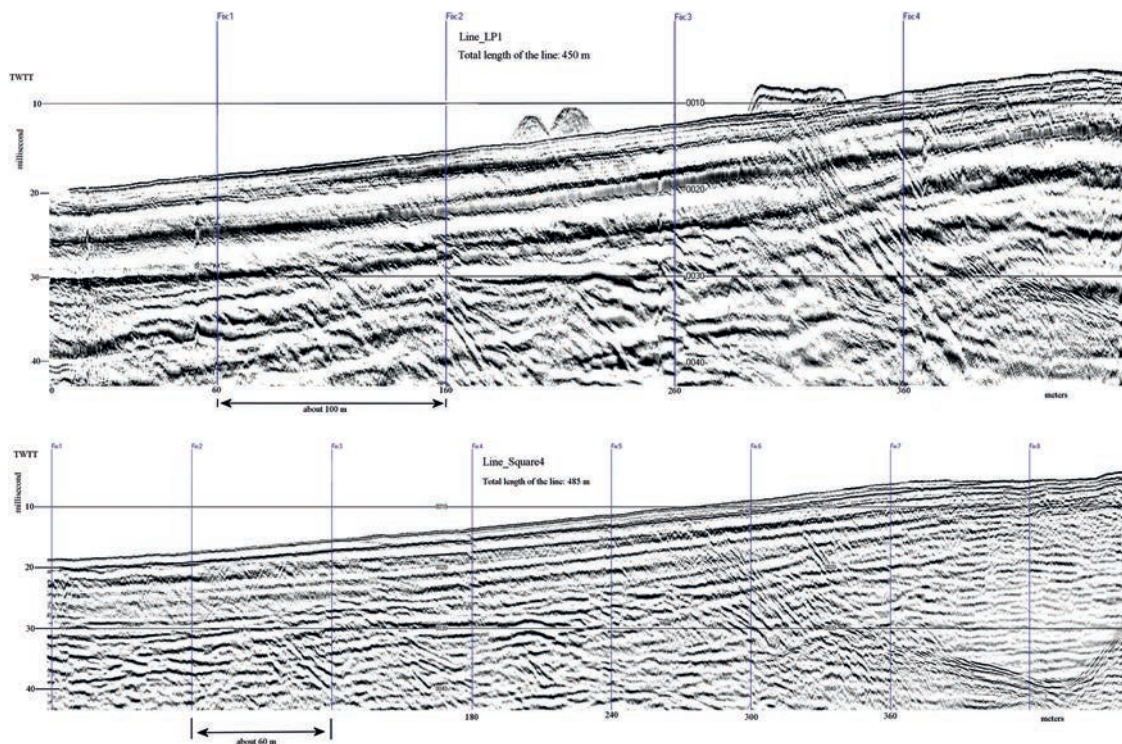 Fix1 Fix2 Fix3 Fix4
Line_LP1
Total length of the line: 450 m
TWTT
10 0010
millisecond
20 0020
30 0030
40 0040
0 60 160 260 360 meters
about 100 m
Fix1 Fix2 Fix3 Fix4 Fix5 Fix6 Fix7 Fix8
TWTT
Line_Square4
Total length of the line: 485 m
millisecond
10
20
30
40
180 240 300 360 meters
about 60 m